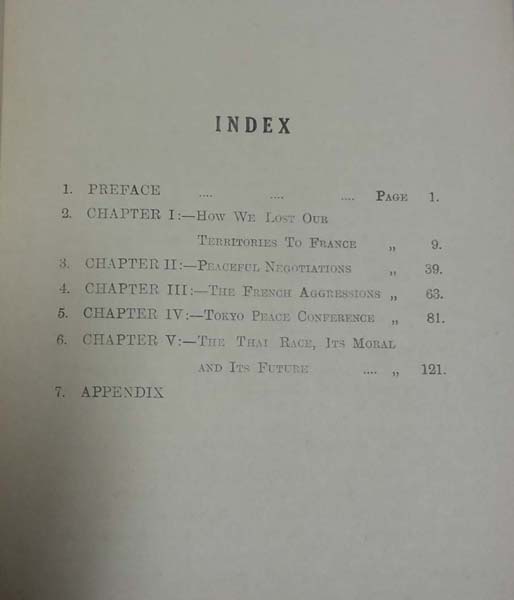 INDEX
1. PREFACE .... .... .... PAGE 1.
2. CHAPTER I:—HOW WE LOST OUR
TERRITORIES TO FRANCE „ 9.
3. CHAPTER II:—PEACEFUL NEGOTIATIONS „ 39.
4. CHAPTER III:—THE FRENCH AGGRESSIONS „ 63.
5. CHAPTER IV:—TOKYO PEACE CONFERENCE „ 81.
6. CHAPTER V:—THE THAI RACE, ITS MORAL
AND ITS FUTURE .... „ 121.
7. APPENDIX